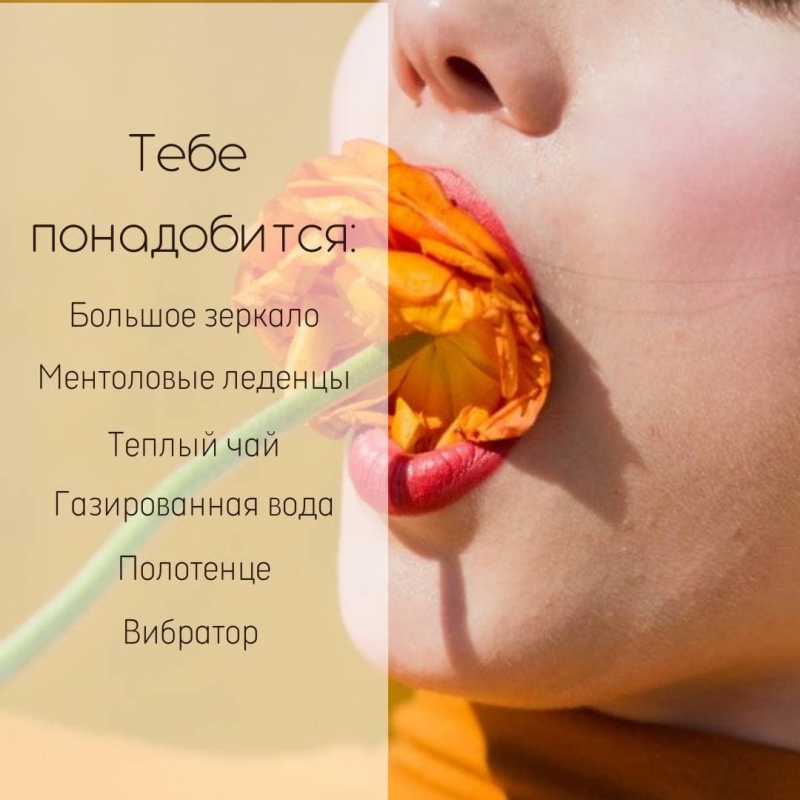 Тебе
понадобится:
Большое зеркало
Ментоловые леденцы
Теплый чай
Газированная вода
Полотенце
Вибратор